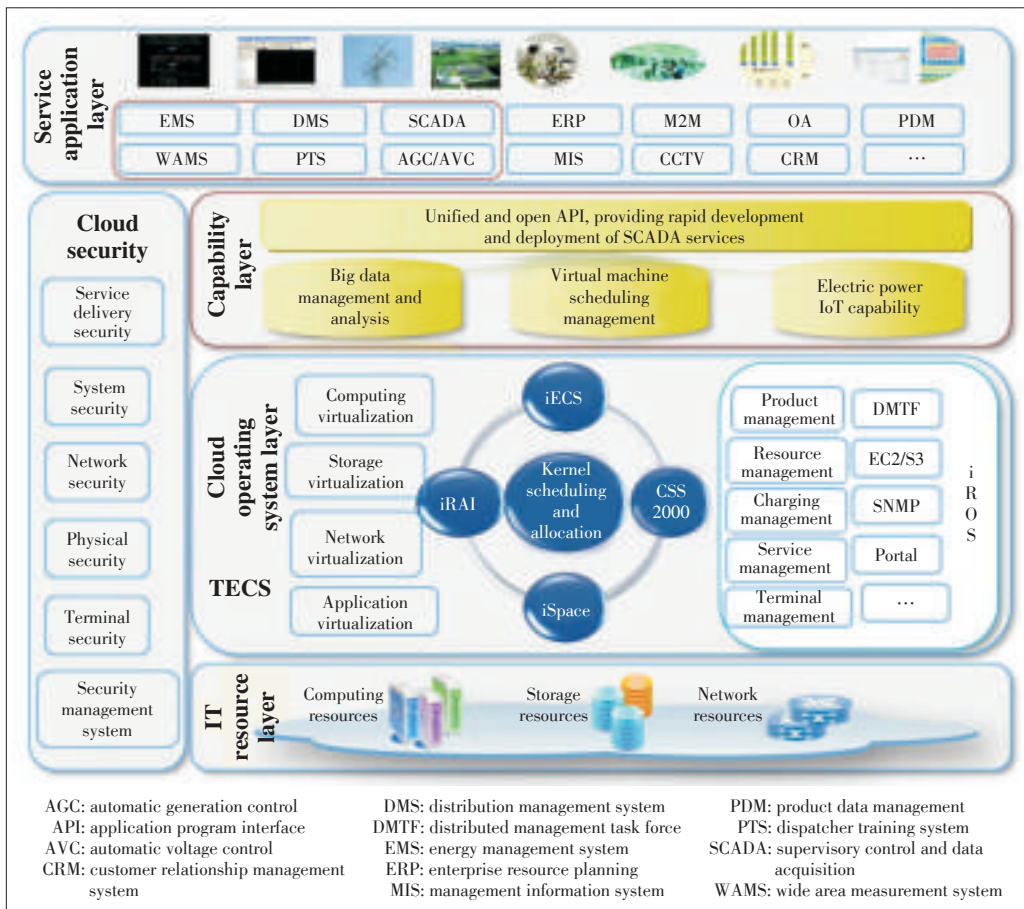 Service
application
layer
EMS
DMS
SCADA
ERP
M2M
OA
PDM
WAMS
PTS
AGC/AVC
MIS
CCTV
CRM
…
Cloud
security
Service
delivery
security
System
security
Network
security
Physical
security
Terminal
security
Security
management
system
Capability
layer
Unified and open API, providing rapid development
and deployment of SCADA services
Big data
management and
analysis
Virtual machine
scheduling
management
Electric power
IoT capability
Cloud
operating
system layer
TECS
Computing
virtualization
Storage
virtualization
Network
virtualization
Application
virtualization
iECS
iRAI
Kernel
scheduling
and
allocation
CSS
2000
iSpace
Product
management
DMTF
Resource
management
EC2/S3
Charging
management
SNMP
Service
management
Portal
Terminal
management
…
iROS
IT
resource
layer
Computing
resources
Storage
resources
Network
resources
AGC: automatic generation control
API: application program interface
AVC: automatic voltage control
CRM: customer relationship management
system
DMS: distribution management system
DMTF: distributed management task force
EMS: energy management system
ERP: enterprise resource planning
MIS: management information system
PDM: product data management
PTS: dispatcher training system
SCADA: supervisory control and data
acquisition
WAMS: wide area measurement system